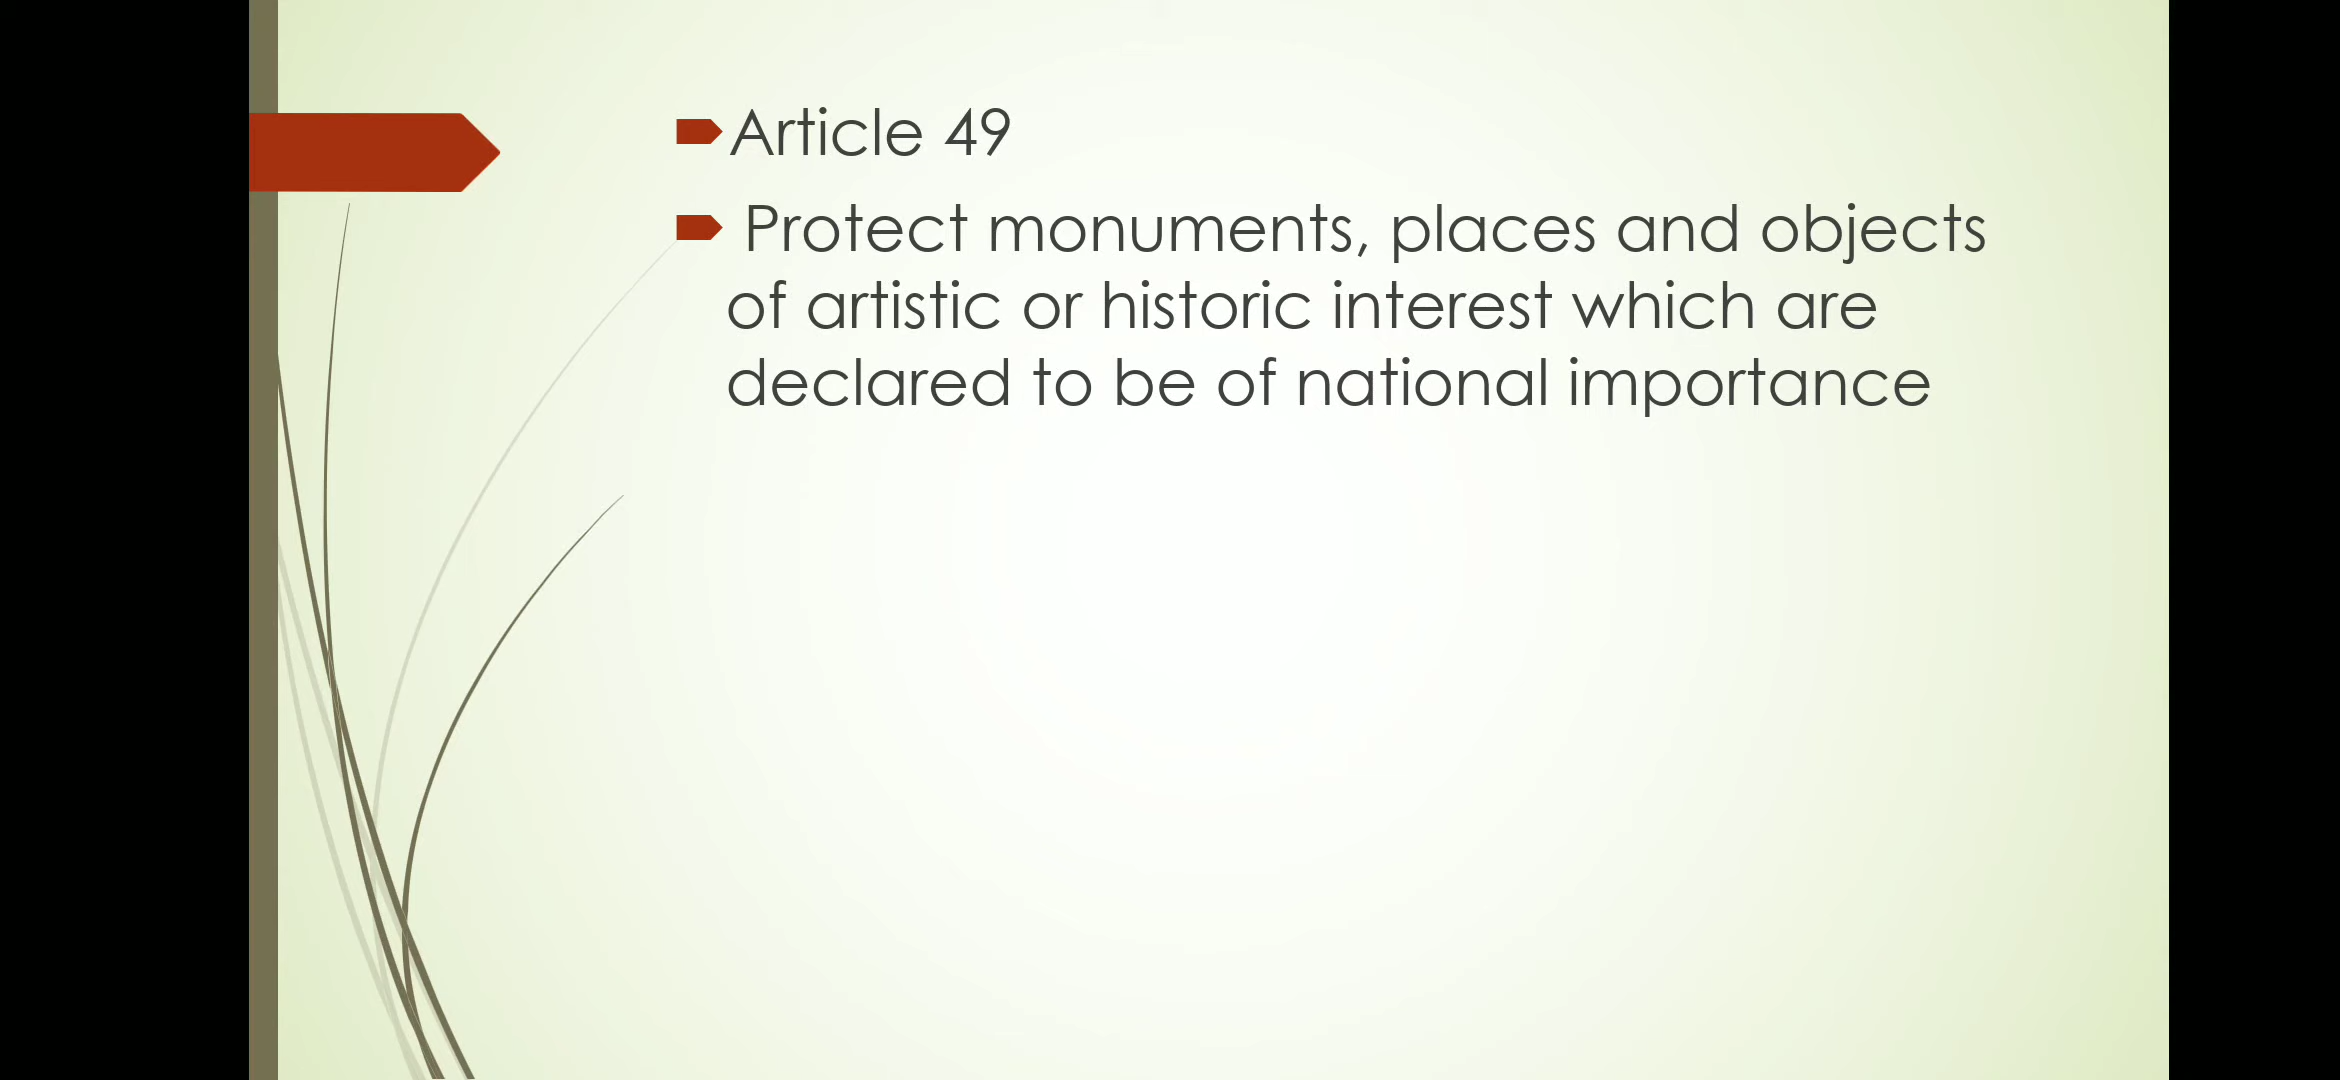 Article 49
Protect monuments, places and objects
of artistic or historic interest which are
declared to be of national importance